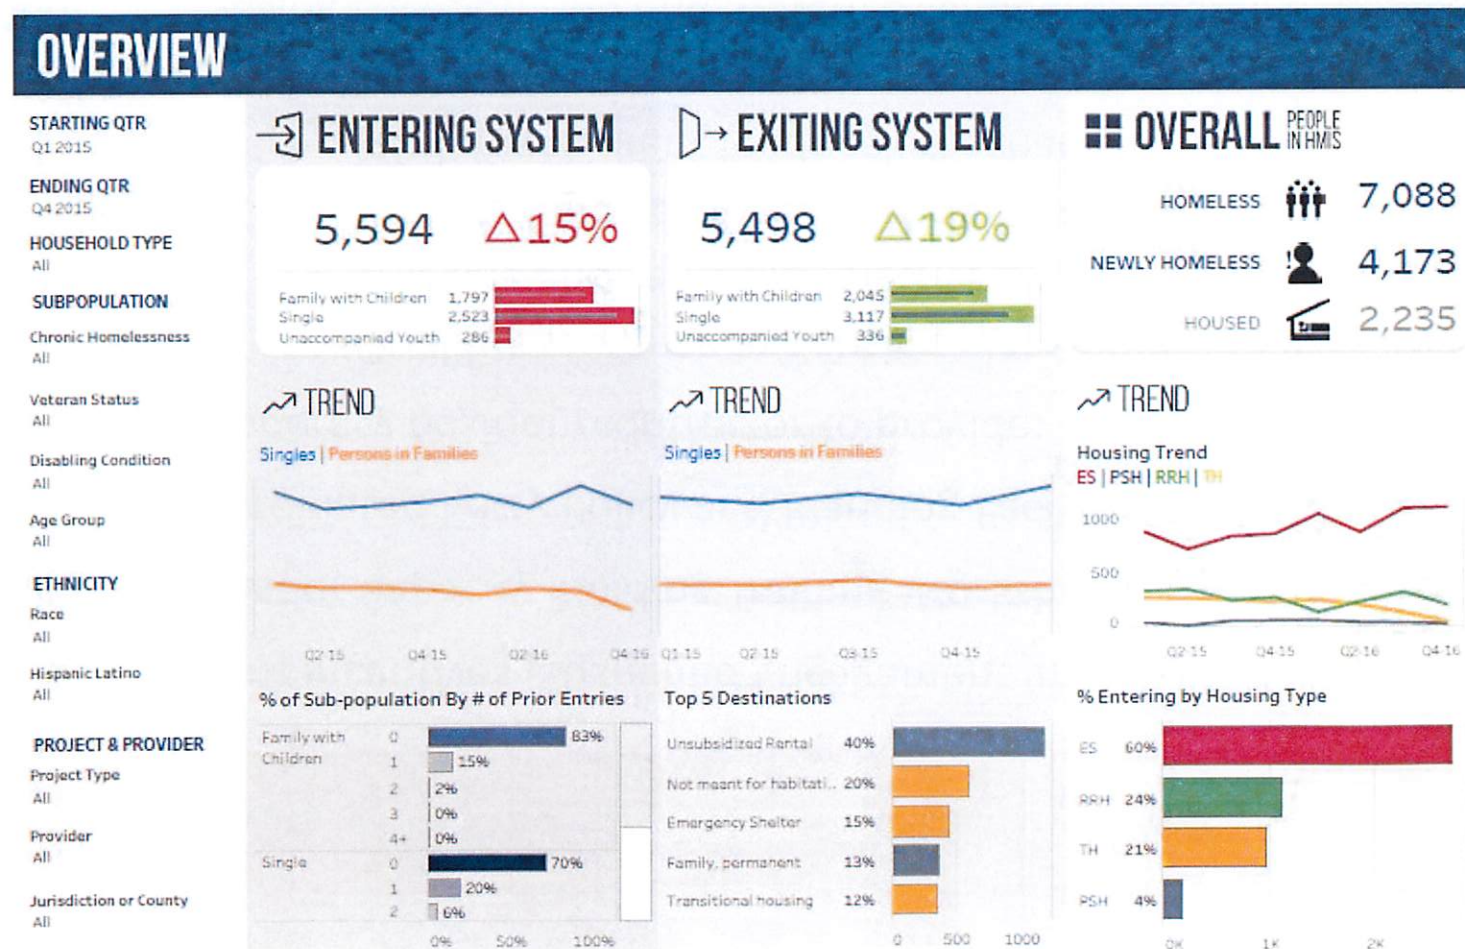 OVERVIEW
STARTING QTR
Q1 2015
ENDING QTR
Q4 2015
HOUSEHOLD TYPE
All
SUBPOPULATION
Chronic Homelessness
All
Veteran Status
All
Disabling Condition
All
Age Group
All
ETHNICITY
Race
All
Hispanic Latino
All
PROJECT & PROVIDER
Project Type
All
Provider
All
Jurisdiction or County
All
ENTERING SYSTEM
5,594 △15%
Family with Children 1,797
Single 2,523
Unaccompanied Youth 286
TREND
Singles | Persons in Families
Q2-15 Q4-15 Q2-16 Q4-16
% of Sub-population By # of Prior Entries
Family with Children 0 83%
1 15%
2 2%
3 0%
4+ 0%
Single 0 70%
1 20%
2 6%
0% 50% 100%
EXITING SYSTEM
5,498 △19%
Family with Children 2,045
Single 3,117
Unaccompanied Youth 336
TREND
Singles | Persons in Families
Q1-15 Q2-15 Q3-15 Q4-15
Top 5 Destinations
Unsubsidized Rental 40%
Not meant for habitati.. 20%
Emergency Shelter 15%
Family, permanent 13%
Transitional housing 12%
0 500 1000
OVERALL PEOPLE IN HMIS
HOMELESS 7,088
NEWLY HOMELESS 4,173
HOUSED 2,235
TREND
Housing Trend
ES | PSH | RRH | TH
1000
500
0
Q2-15 Q4-15 Q2-16 Q4-16
% Entering by Housing Type
ES 60%
RRH 24%
TH 21%
PSH 4%
0K 1K 2K